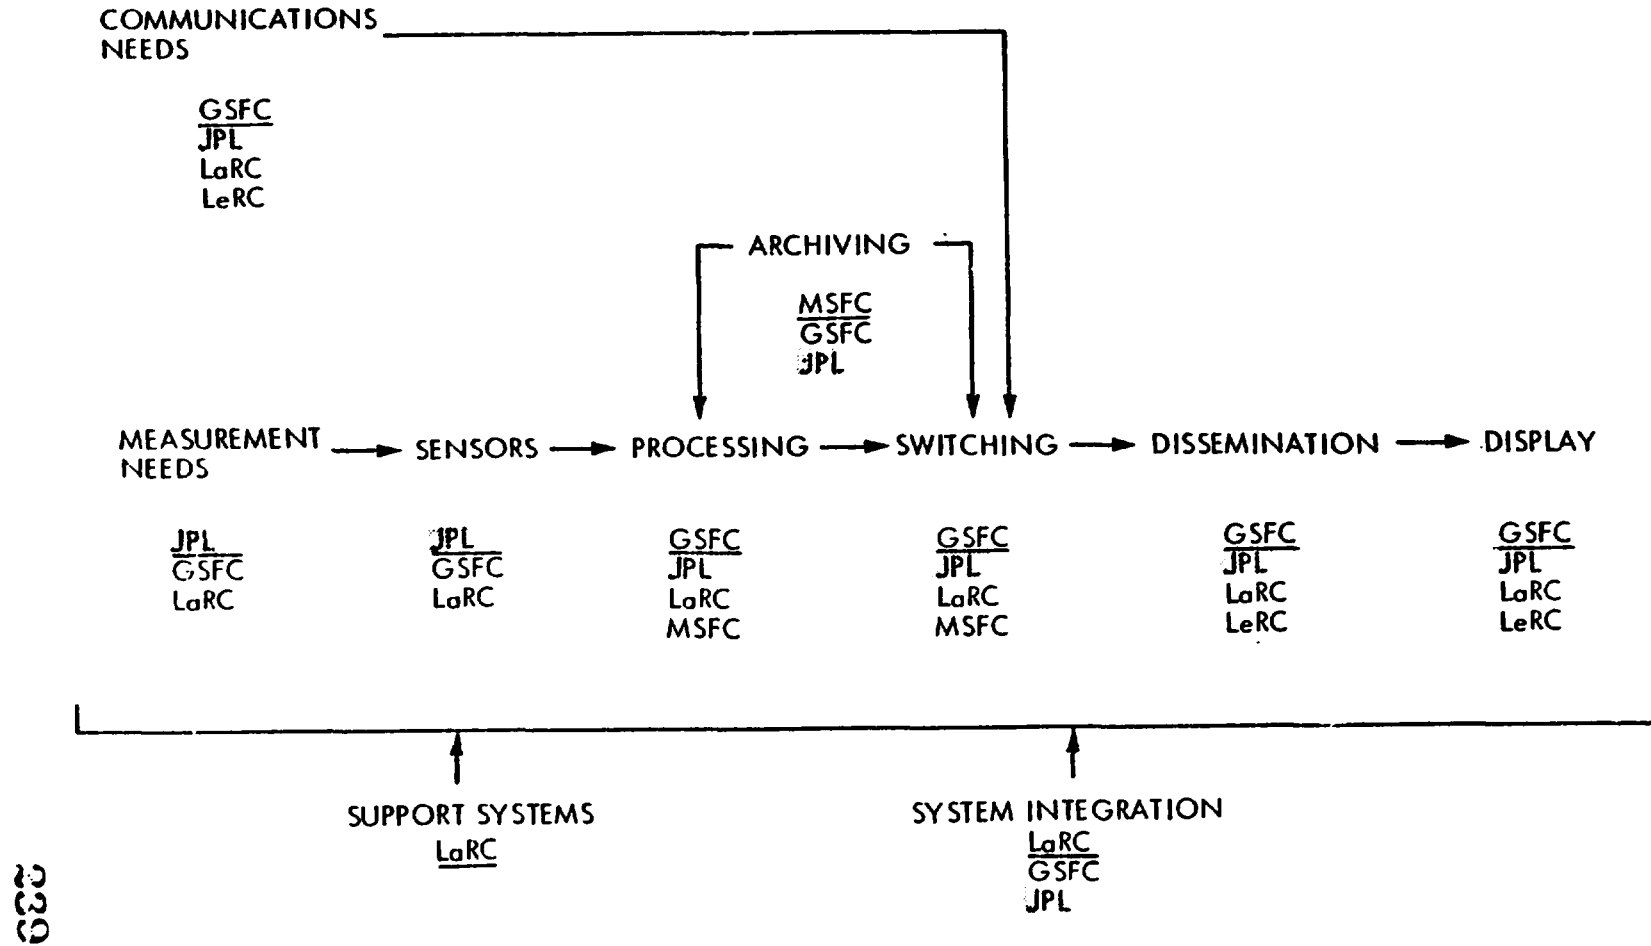 COMMUNICATIONS
NEEDS
GSFC
JPL
LaRC
LeRC
ARCHIVING
MSFC
GSFC
JPL
MEASUREMENT
NEEDS
SENSORS
PROCESSING
SWITCHING
DISSEMINATION
DISPLAY
JPL
GSFC
LaRC
JPL
GSFC
LaRC
GSFC
JPL
LaRC
MSFC
GSFC
JPL
LaRC
MSFC
GSFC
JPL
LaRC
LeRC
GSFC
JPL
LaRC
LeRC
SUPPORT SYSTEMS
LaRC
SYSTEM INTEGRATION
LaRC
GSFC
JPL
239